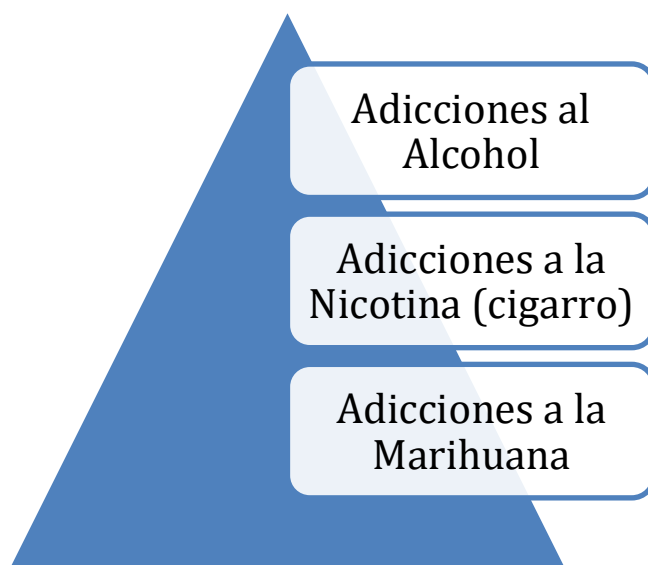 Adicciones al
Alcohol
Adicciones a la
Nicotina (cigarro)
Adicciones a la
Marihuana